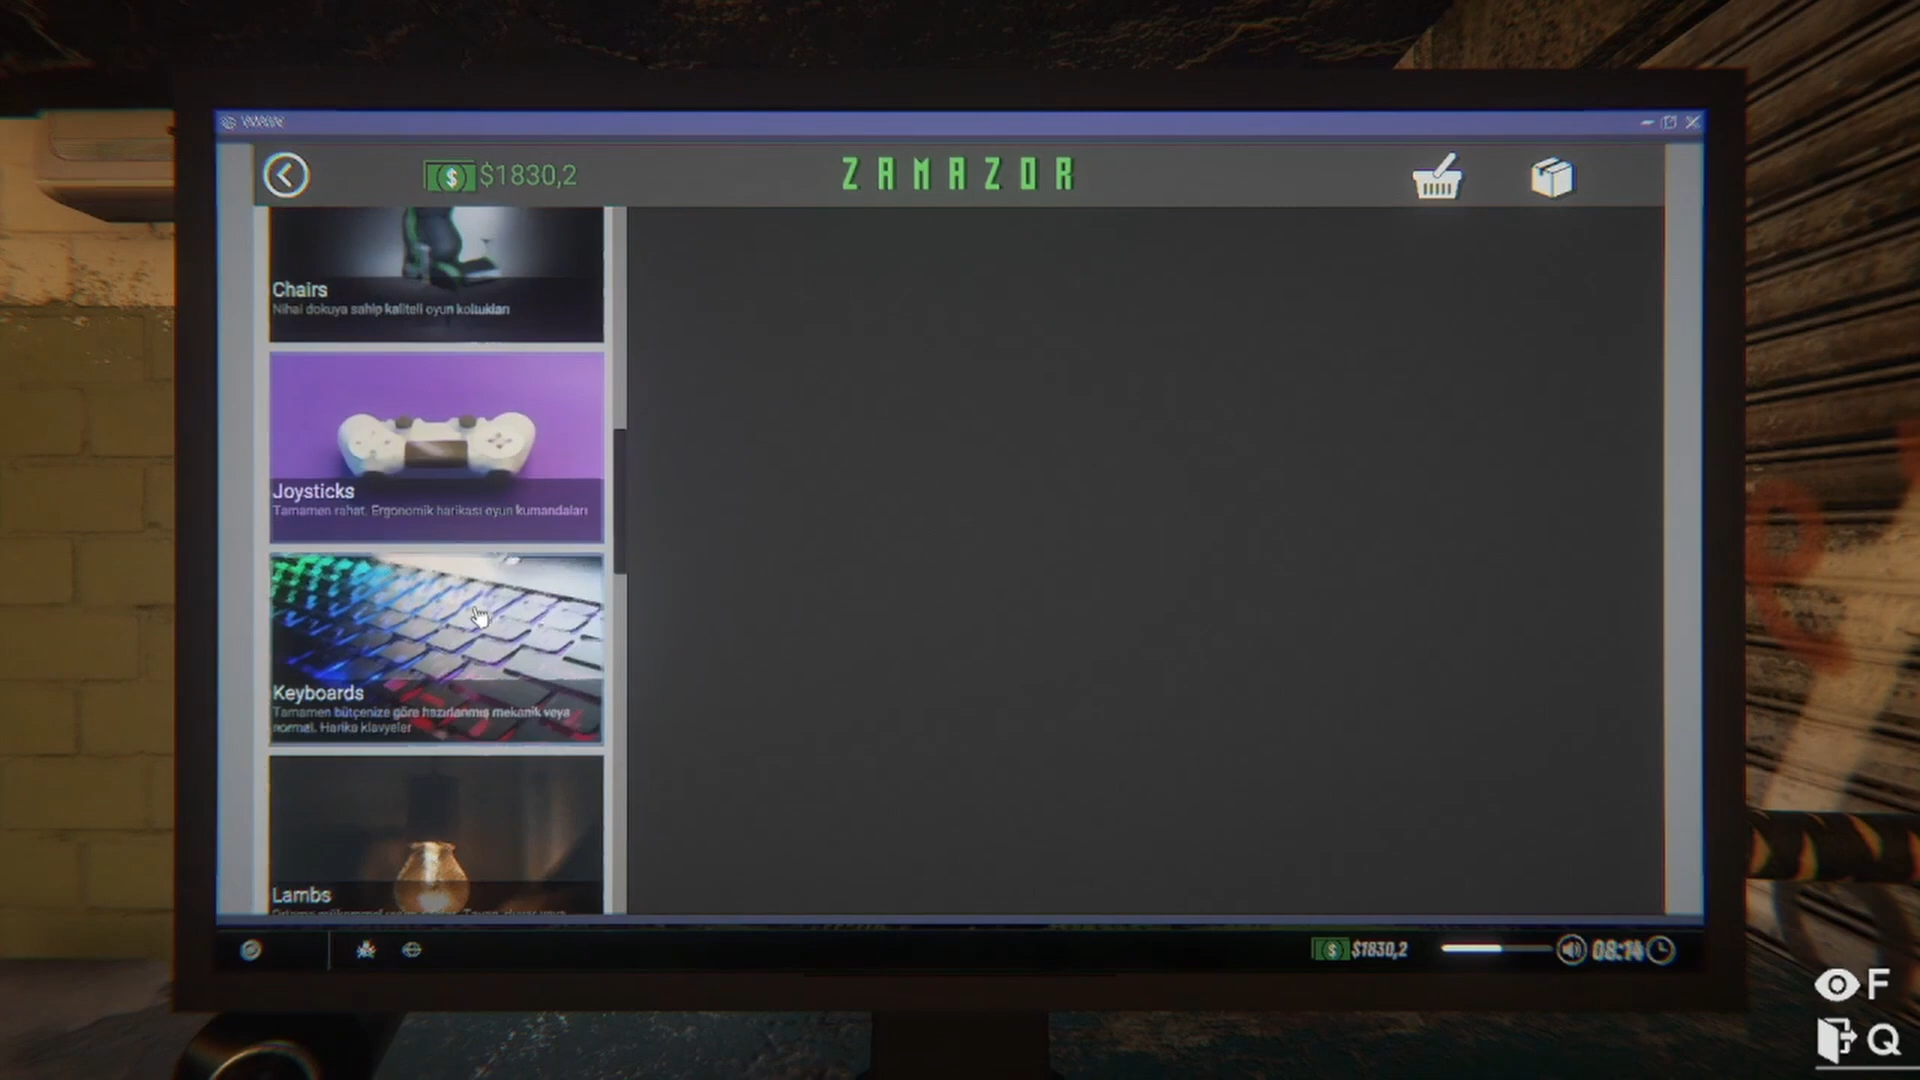 WWW
$1830,2
ZAMAZOR
Chairs
Nihai dokuya sahip kaliteli oyun koltukları
Joysticks
Tamamen rahat. Ergonomik harikası oyun kumandaları
Keyboards
Tamamen bütçenize göre hazırlanmış mekanik veya
normal. Harika klavyeler
Lambs
$1830,2
08:14
F
Q